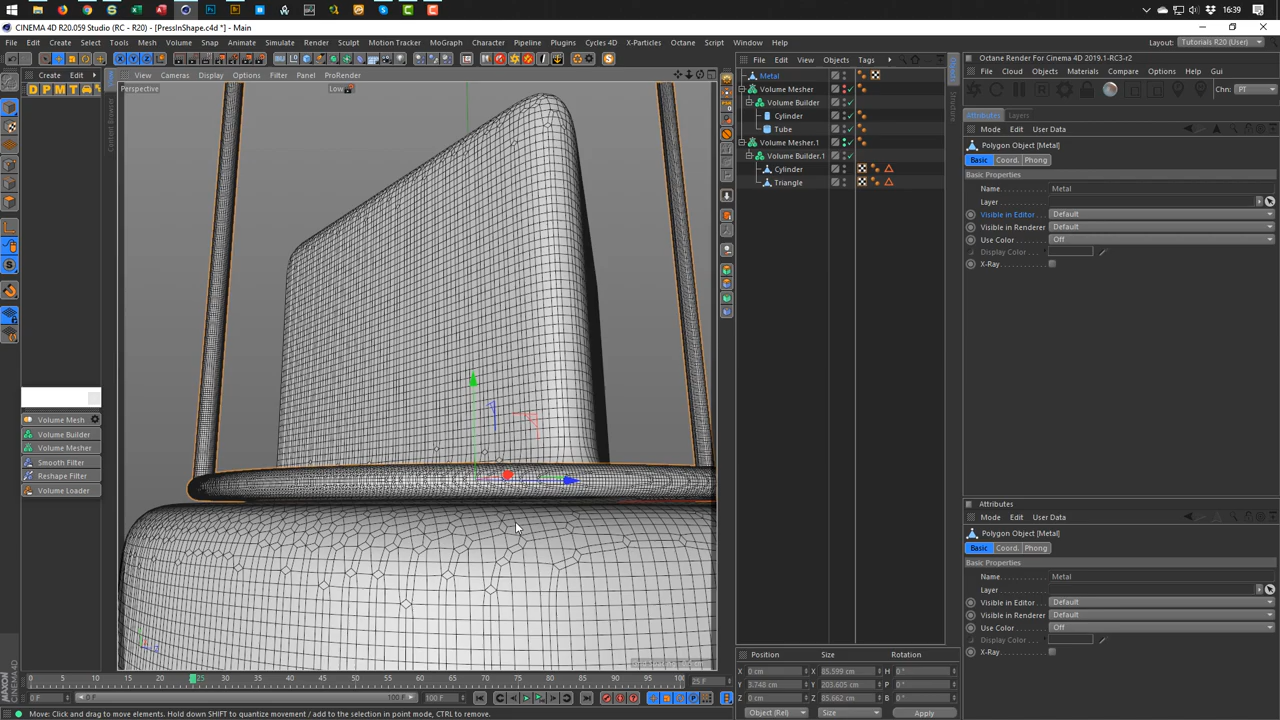 16:39
CINEMA 4D R20.059 Studio (RC - R20) - [PressInShape.c4d *] - Main
File Edit Create Select Tools Mesh Volume Snap Animate Simulate Render Sculpt Motion Tracker MoGraph Character Pipeline Plugins Cycles 4D X-Particles Octane Script Window Help
Layout: Tutorials R20 (User)
X Y Z
Create Edit
View Cameras Display Options Filter Panel ProRender
Perspective
Low
D P M T
Content Browser
Volume Mesh
Volume Builder
Volume Mesher
Smooth Filter
Reshape Filter
Volume Loader
File Edit View Objects Tags
Metal
Volume Mesher
Volume Builder
Cylinder
Tube
Volume Mesher.1
Volume Builder.1
Cylinder
Triangle
Objects
Structure
Octane Render For Cinema 4D 2019.1-RC3-r2
File Cloud Objects Materials Compare Options Help Gui
Chn: PT
Attributes Layers
Mode Edit User Data
Polygon Object [Metal]
Basic Coord. Phong
Basic Properties
Name Metal
Layer
Visible in Editor Default
Visible in Renderer Default
Use Color Off
Display Color
X-Ray
Attributes
Mode Edit User Data
Polygon Object [Metal]
Basic Coord. Phong
Basic Properties
Name Metal
Layer
Visible in Editor Default
Visible in Renderer Default
Use Color Off
Display Color
X-Ray
Position Size Rotation
X 0 cm X 85.599 cm H 0 °
Y 3.748 cm Y 203.605 cm P 0 °
Z 0 cm Z 85.662 cm B 0 °
Object (Rel) Size Apply
0 5 10 15 20 25 30 35 40 45 50 55 60 65 70 75 80 85 90 95 100
25 F
0 F 0 F 100 F 100 F
MAXON CINEMA 4D
Move: Click and drag to move elements. Hold down SHIFT to quantize movement / add to the selection in point mode, CTRL to remove.